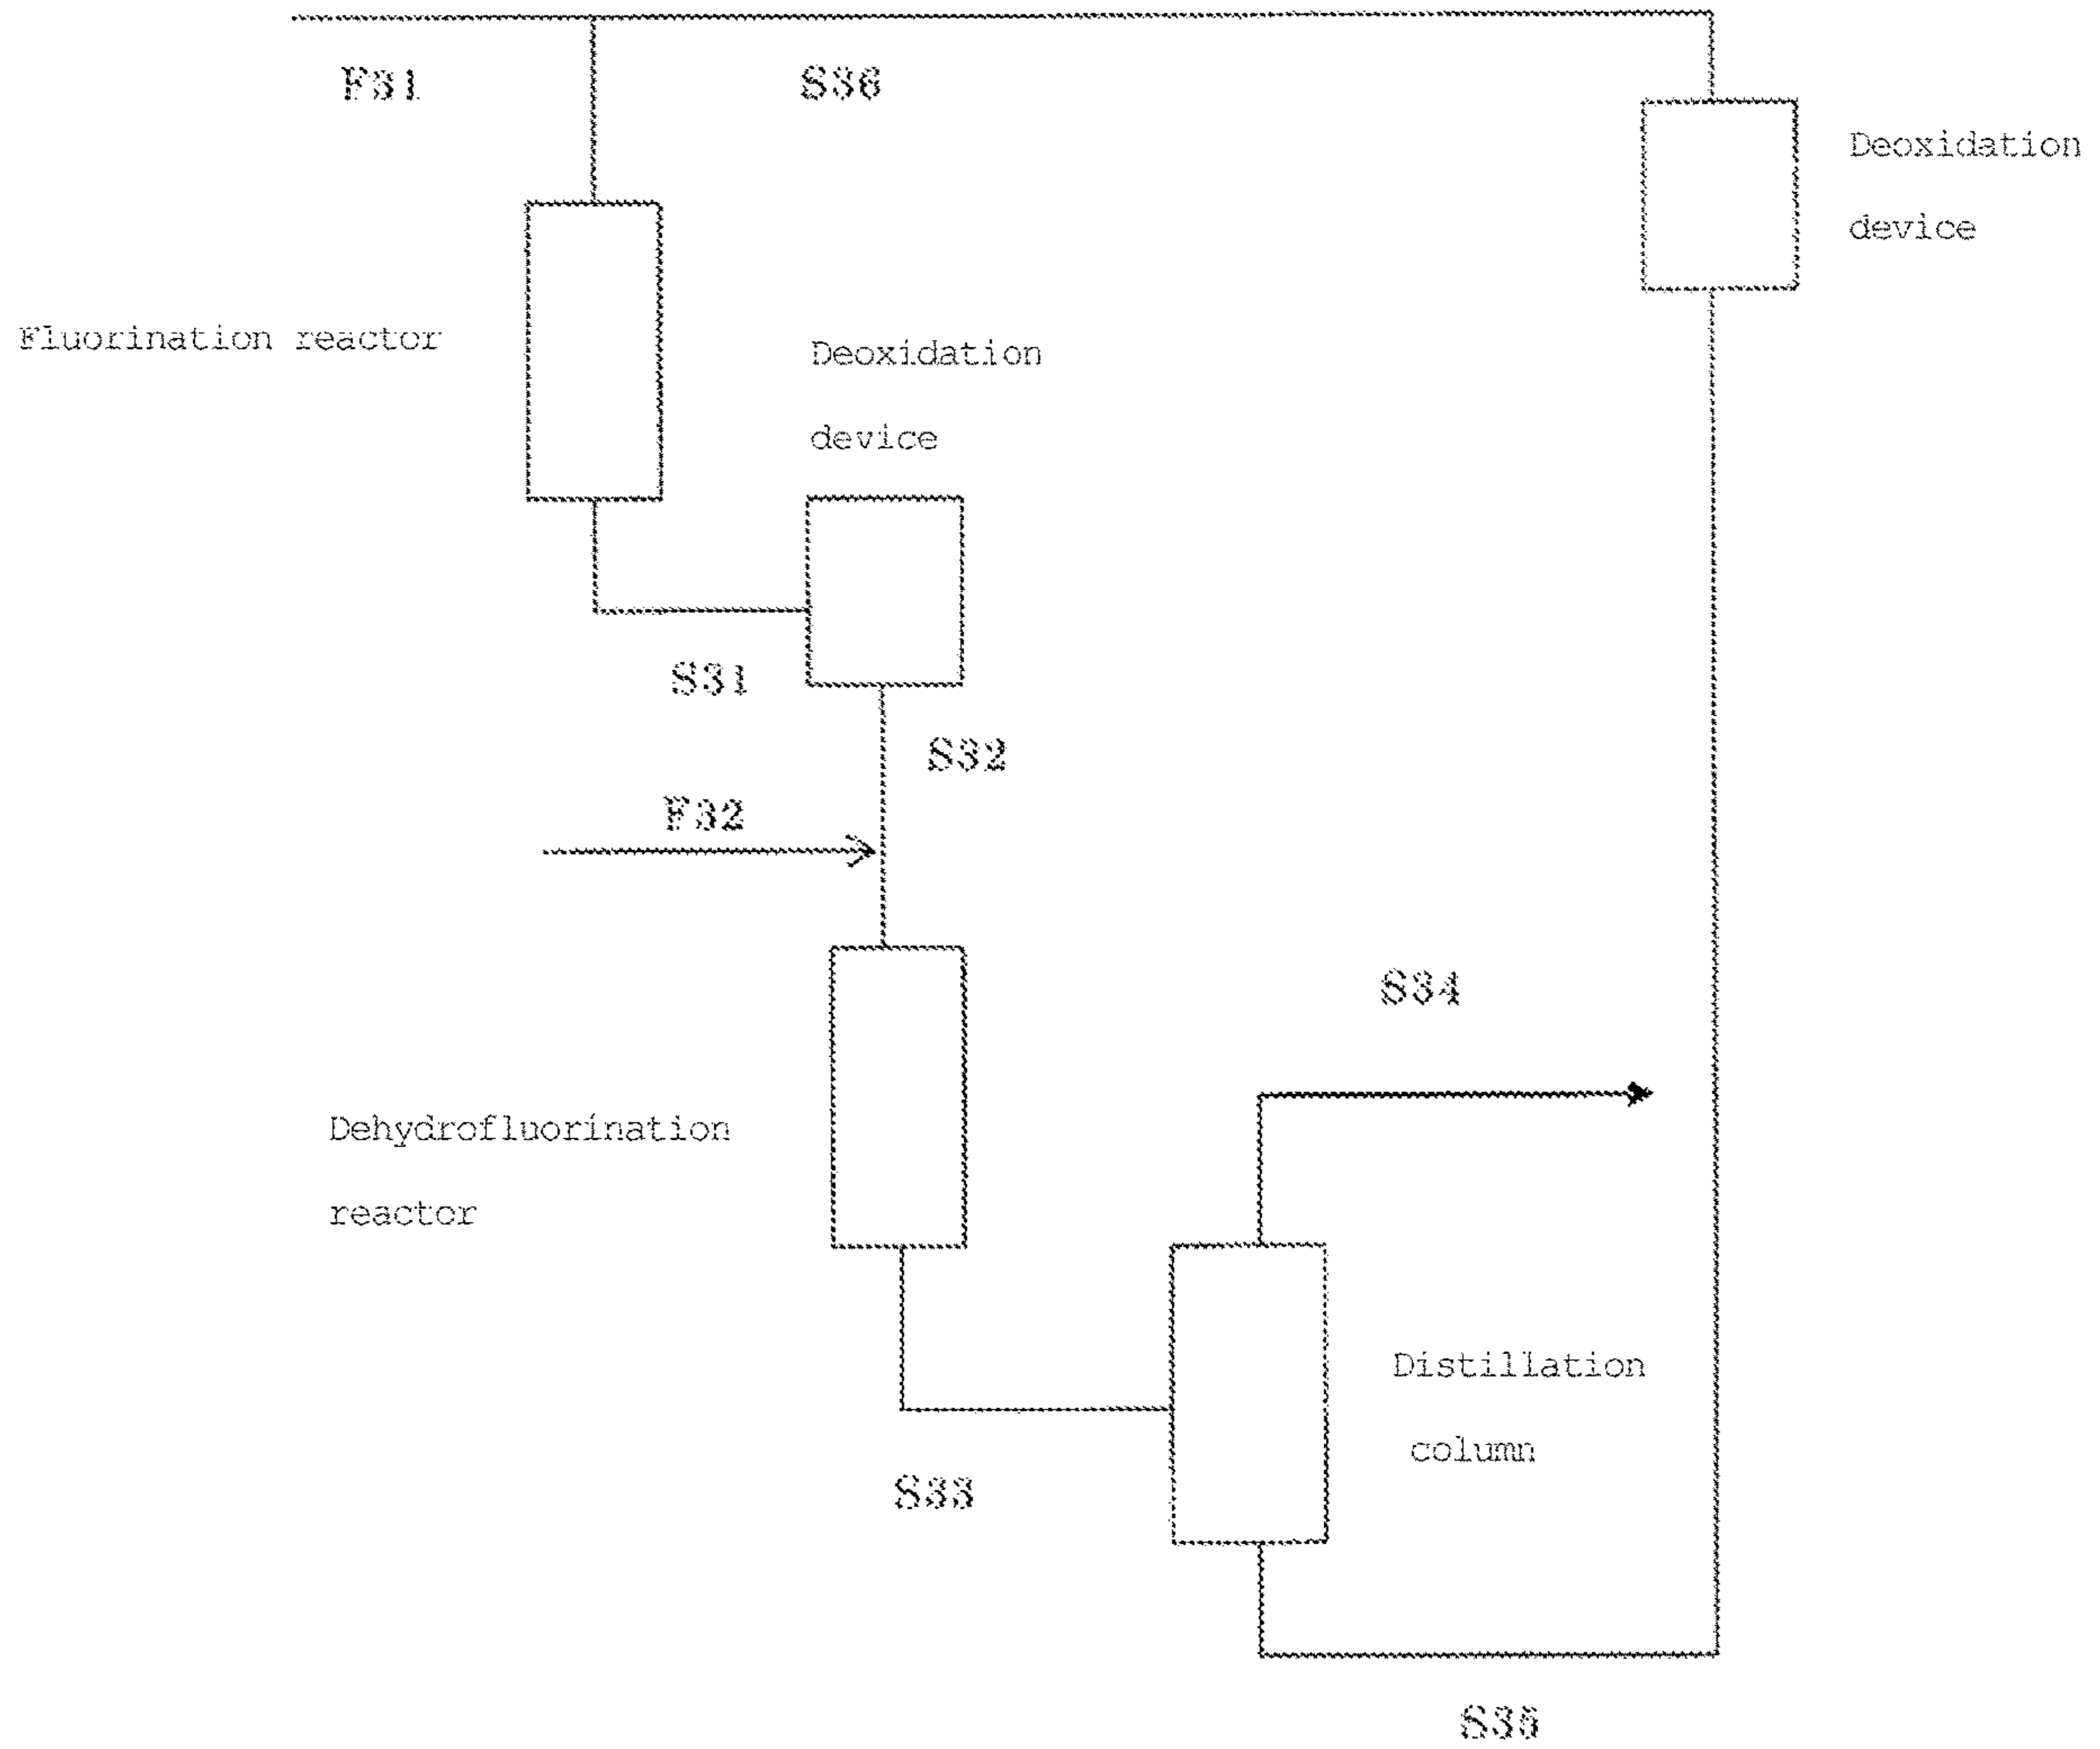 F31
S36
Deoxidation
device
Fluorination reactor
Deoxidation
device
S31
S32
F32
S34
Dehydrofluorination
reactor
Distillation
column
S33
S35